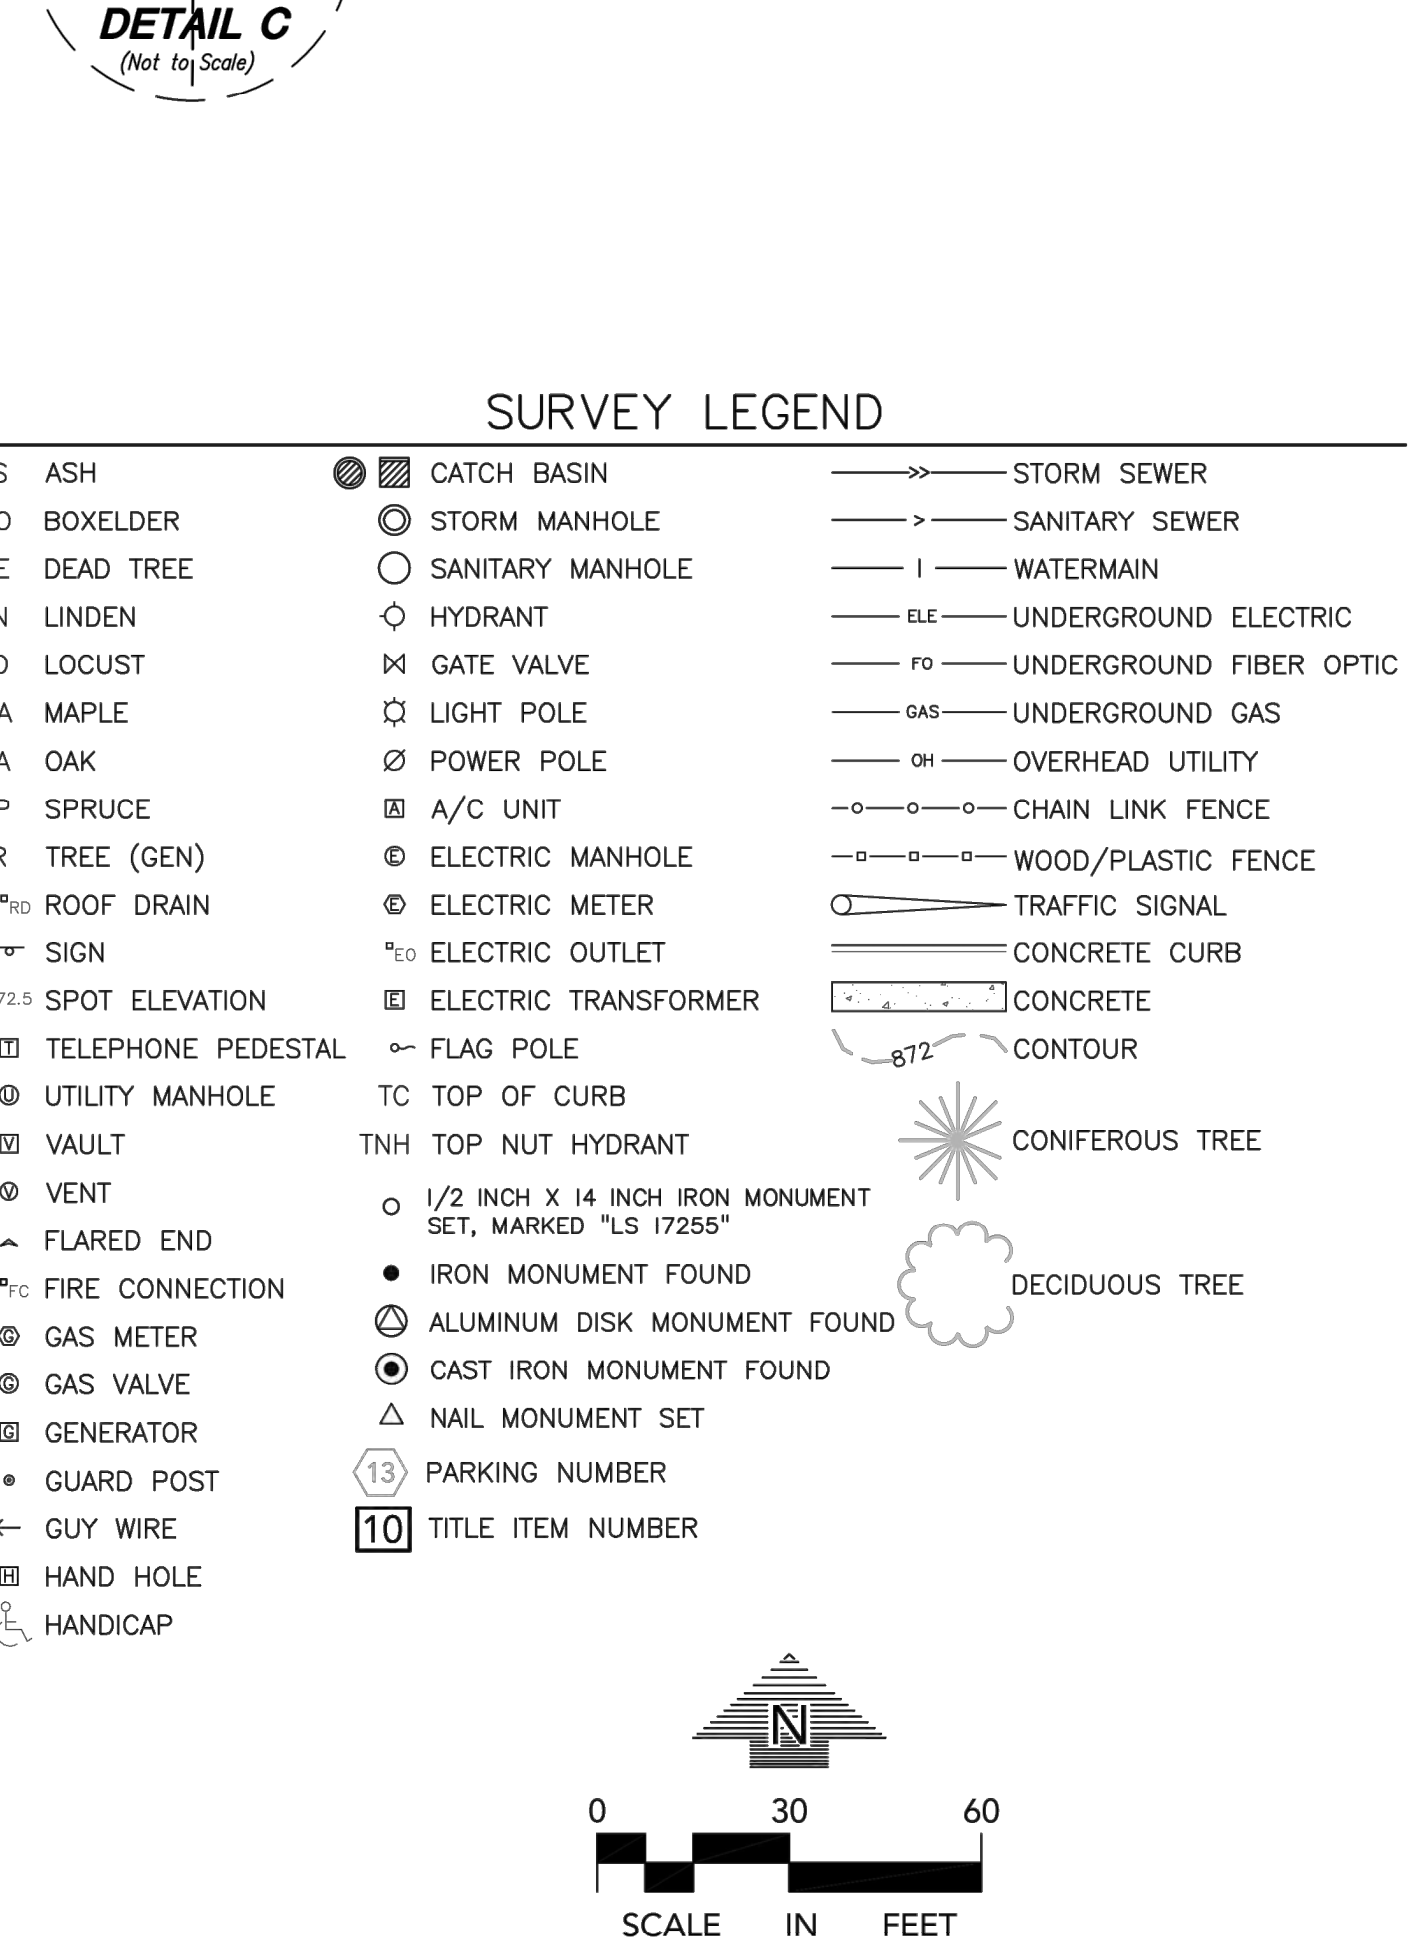 DETAIL C
(Not to Scale)
SURVEY LEGEND
S ASH
O BOXELDER
E DEAD TREE
N LINDEN
O LOCUST
A MAPLE
A OAK
P SPRUCE
R TREE (GEN)
RD ROOF DRAIN
SIGN
72.5 SPOT ELEVATION
T TELEPHONE PEDESTAL
U UTILITY MANHOLE
V VAULT
V VENT
FLARED END
FC FIRE CONNECTION
G GAS METER
G GAS VALVE
G GENERATOR
GUARD POST
GUY WIRE
H HAND HOLE
HANDICAP
CATCH BASIN
STORM MANHOLE
SANITARY MANHOLE
HYDRANT
GATE VALVE
LIGHT POLE
POWER POLE
A A/C UNIT
E ELECTRIC MANHOLE
E ELECTRIC METER
EO ELECTRIC OUTLET
E ELECTRIC TRANSFORMER
FLAG POLE
TC TOP OF CURB
TNH TOP NUT HYDRANT
1/2 INCH X 14 INCH IRON MONUMENT
SET, MARKED "LS 17255"
IRON MONUMENT FOUND
ALUMINUM DISK MONUMENT FOUND
CAST IRON MONUMENT FOUND
NAIL MONUMENT SET
13 PARKING NUMBER
10 TITLE ITEM NUMBER
>> STORM SEWER
> SANITARY SEWER
| WATERMAIN
ELE UNDERGROUND ELECTRIC
FO UNDERGROUND FIBER OPTIC
GAS UNDERGROUND GAS
OH OVERHEAD UTILITY
CHAIN LINK FENCE
WOOD/PLASTIC FENCE
TRAFFIC SIGNAL
CONCRETE CURB
CONCRETE
872 CONTOUR
CONIFEROUS TREE
DECIDUOUS TREE
N
0 30 60
SCALE IN FEET